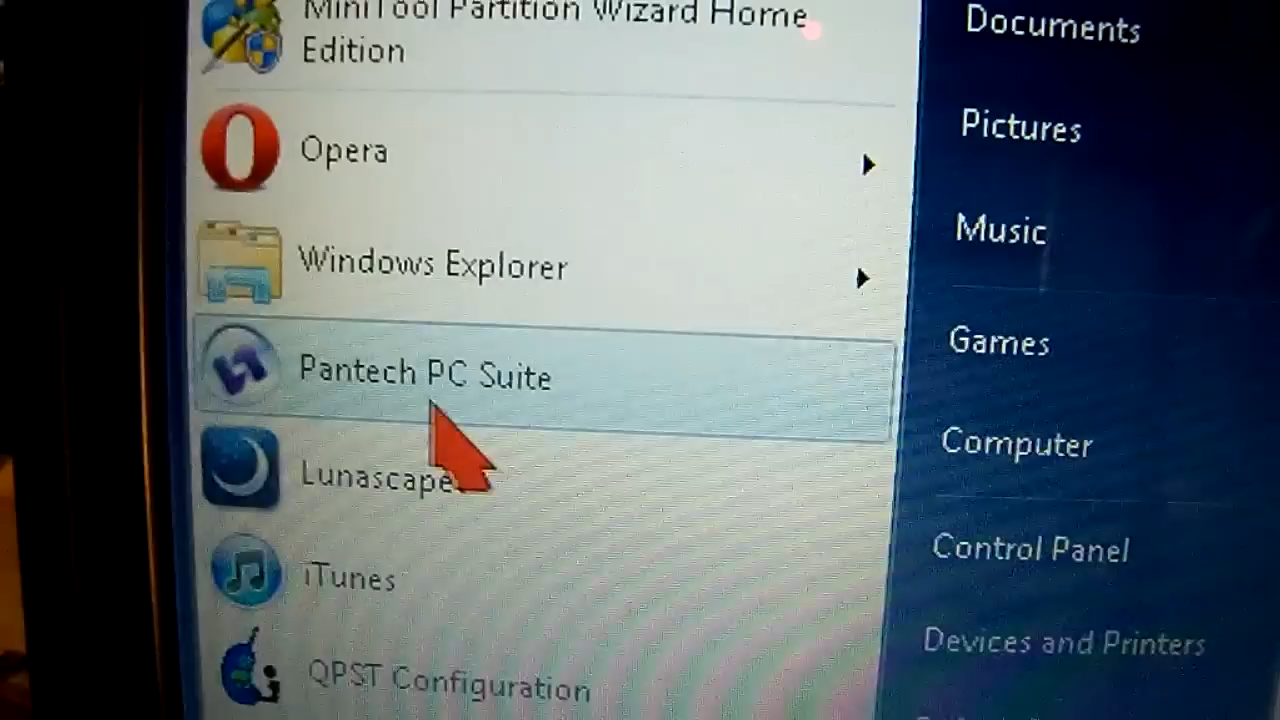 MiniTool Partition Wizard Home
Edition
Opera
Windows Explorer
Pantech PC Suite
Lunascape
iTunes
QPST Configuration
Documents
Pictures
Music
Games
Computer
Control Panel
Devices and Printers